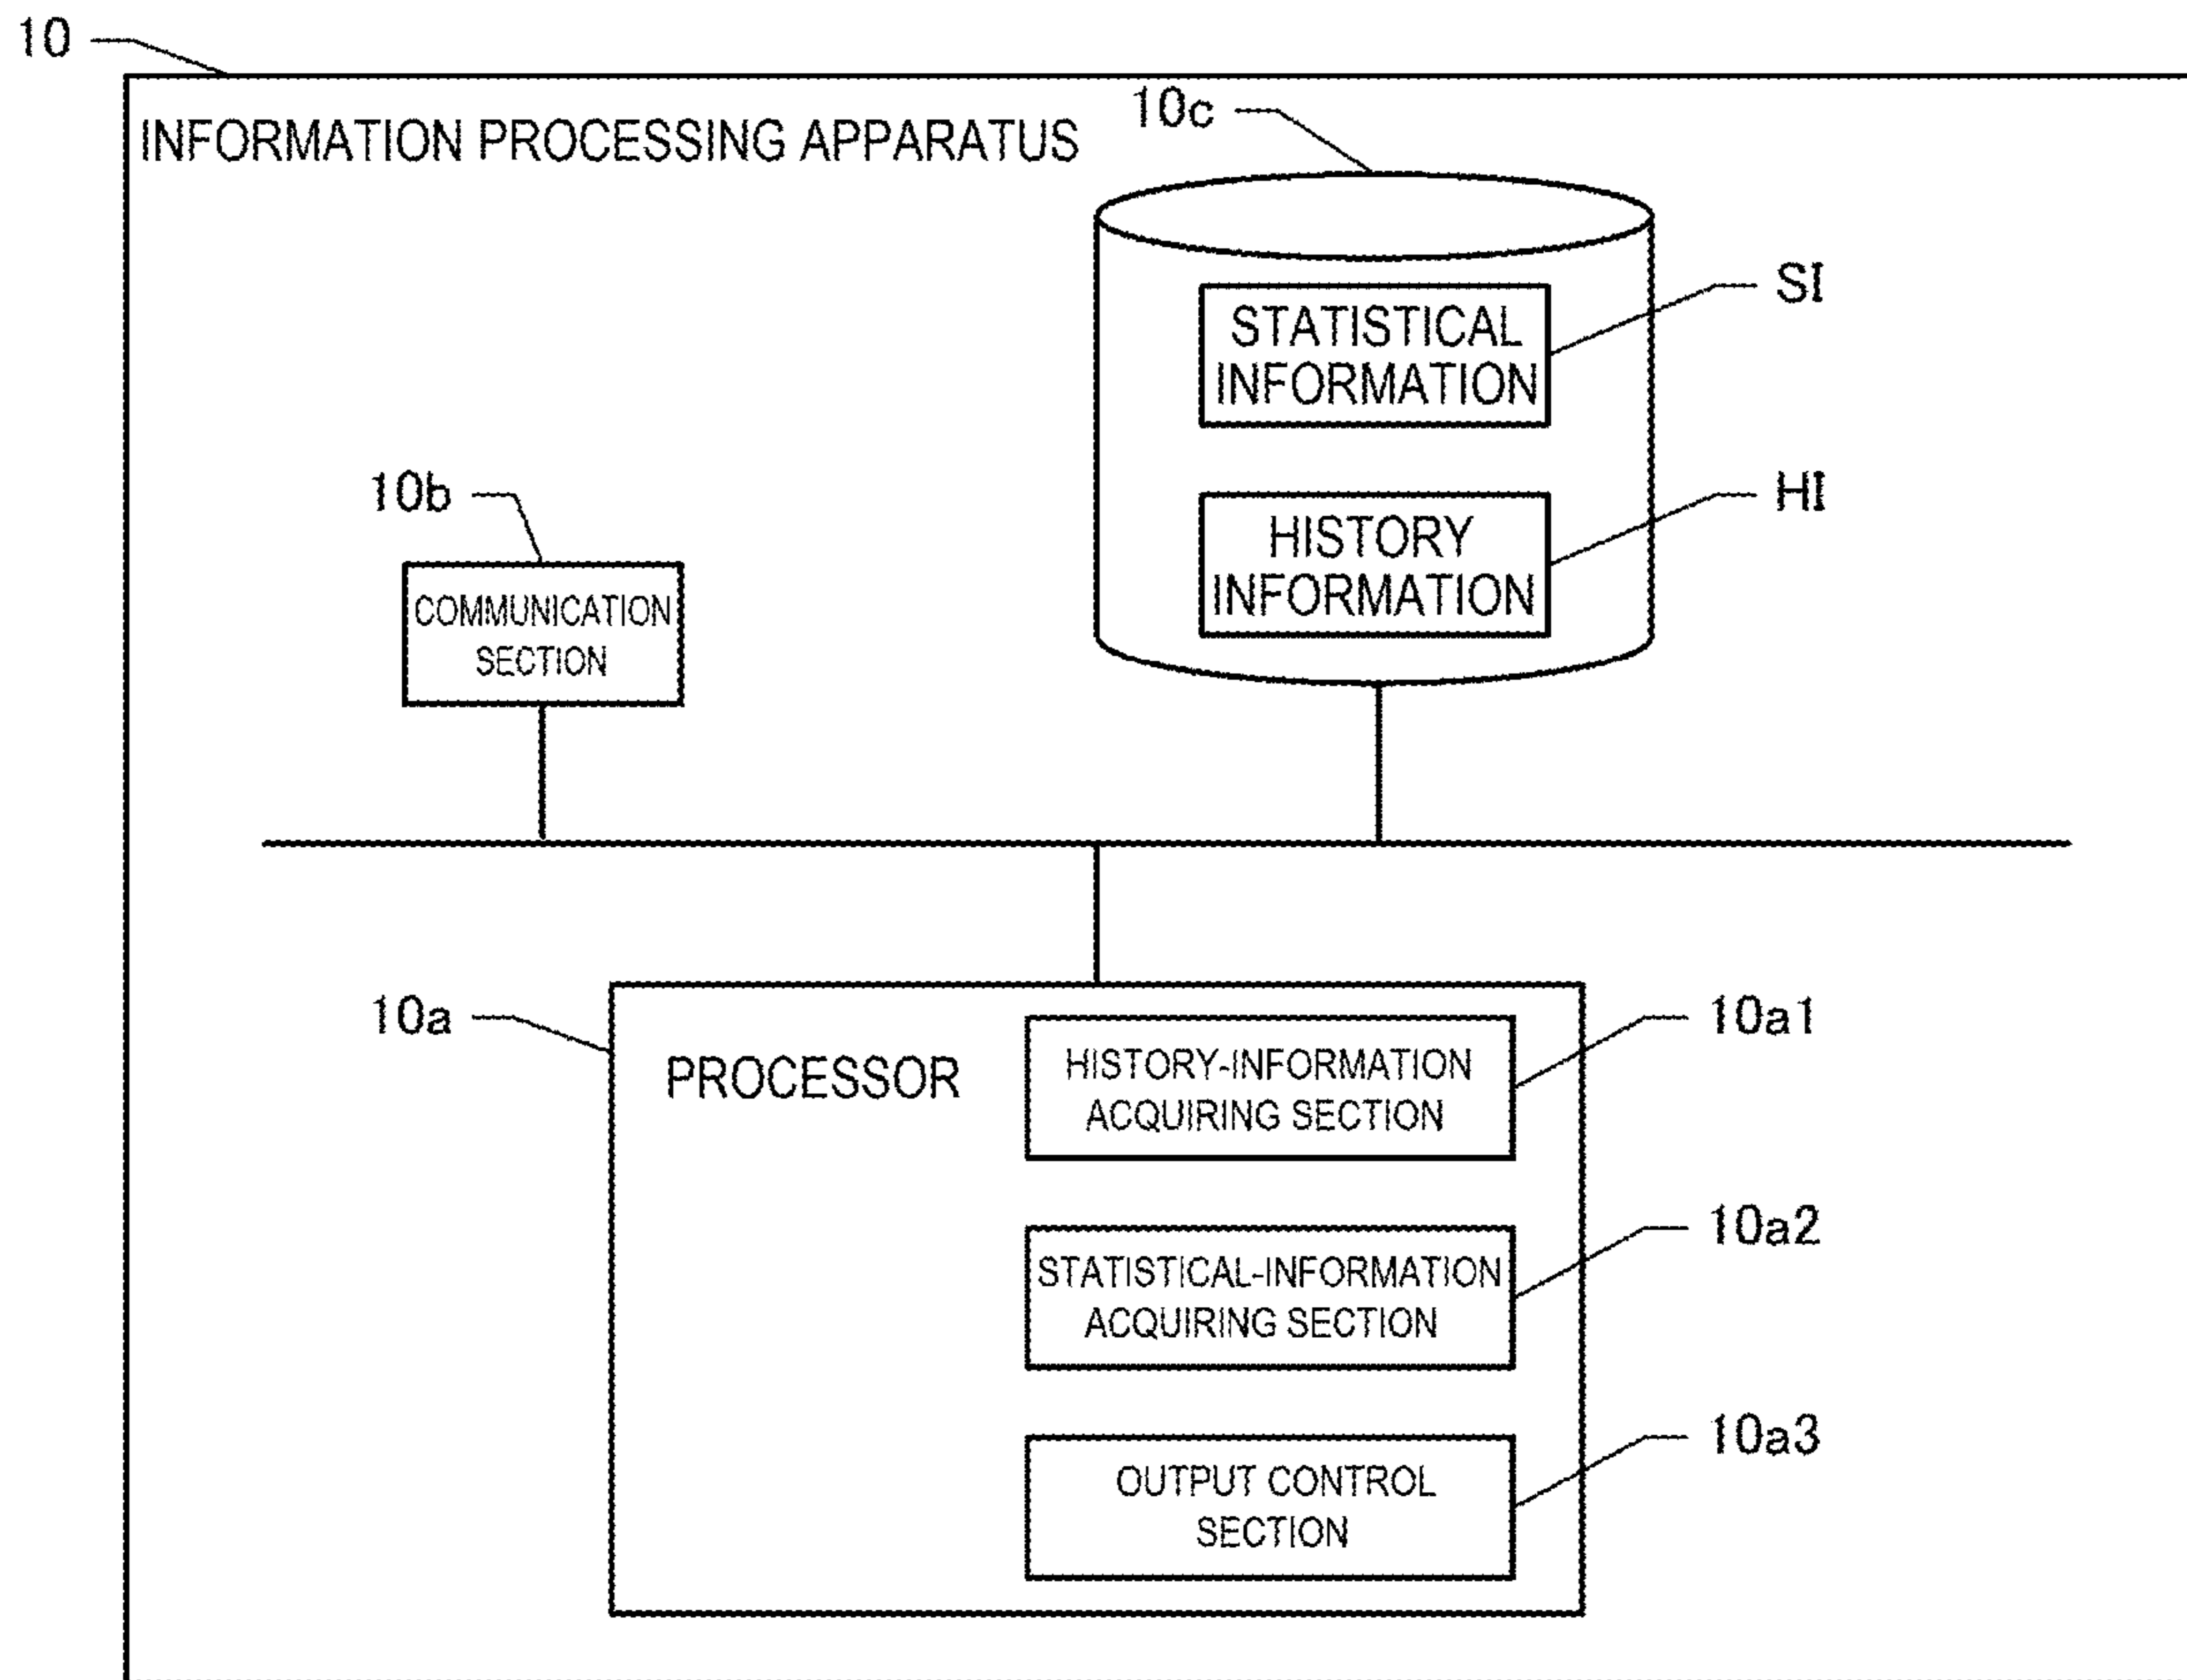 10
INFORMATION PROCESSING APPARATUS
10c
STATISTICAL
INFORMATION
SI
HISTORY
INFORMATION
HI
10b
COMMUNICATION
SECTION
10a
PROCESSOR
HISTORY-INFORMATION
ACQUIRING SECTION
10a1
STATISTICAL-INFORMATION
ACQUIRING SECTION
10a2
OUTPUT CONTROL
SECTION
10a3